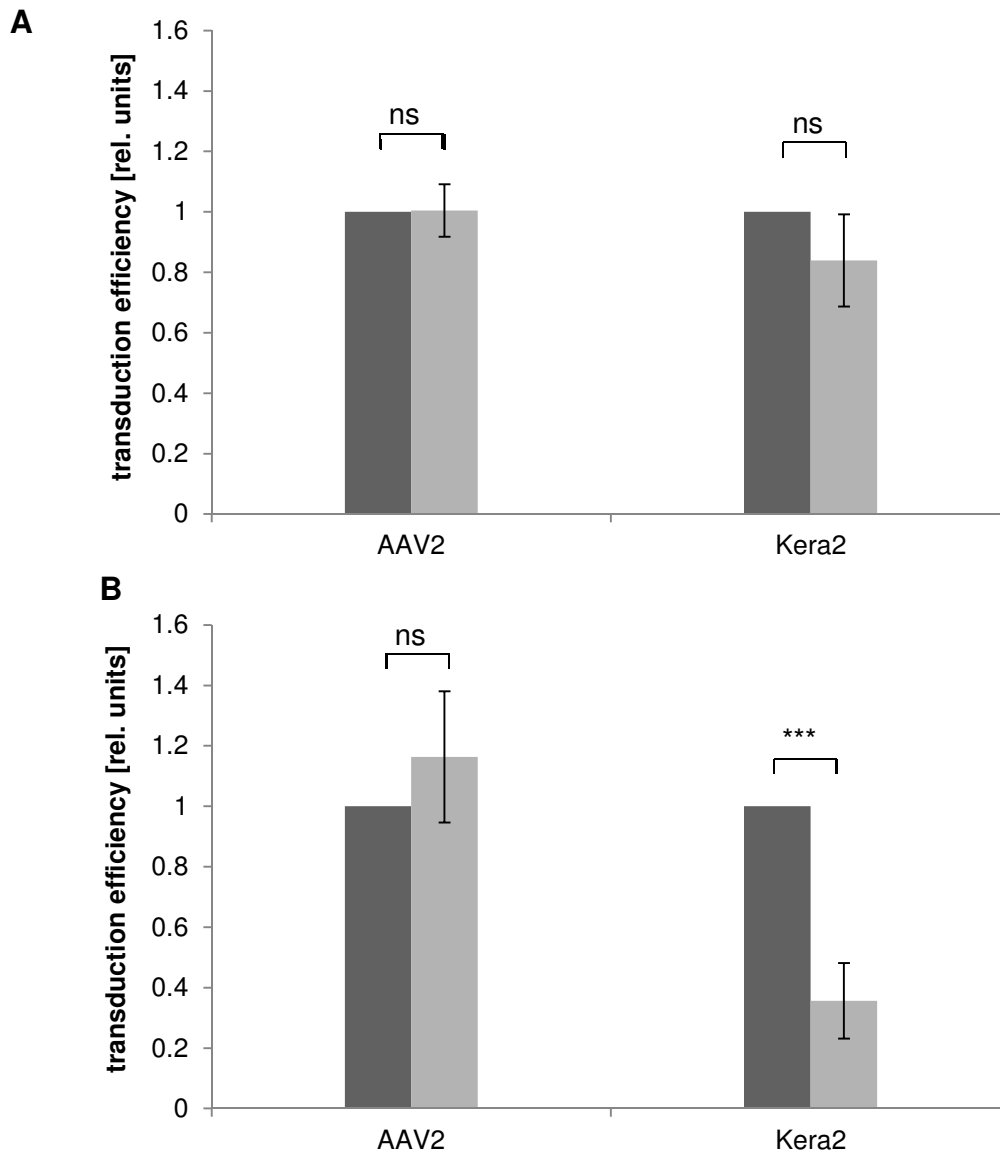 A
transduction efficiency [rel. units]
1.6
1.4
1.2
1
0.8
0.6
0.4
0.2
0
ns
ns
AAV2
Kera2
B
transduction efficiency [rel. units]
1.6
1.4
1.2
1
0.8
0.6
0.4
0.2
0
ns
***
AAV2
Kera2